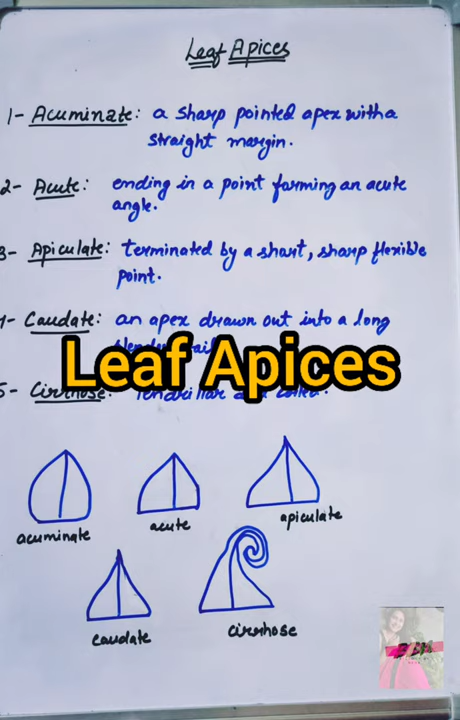 Leaf Apices
1- Acuminate: a sharp pointed apex with a
straight margin.
2- Acute: ending in a point forming an acute
angle.
3- Apiculate: terminated by a short, sharp flexible
point.
4- Caudate: an apex drawn out into a long
Leaf Apices
5- Cirrhose:
acuminate
acute
apiculate
caudate
cirrhose